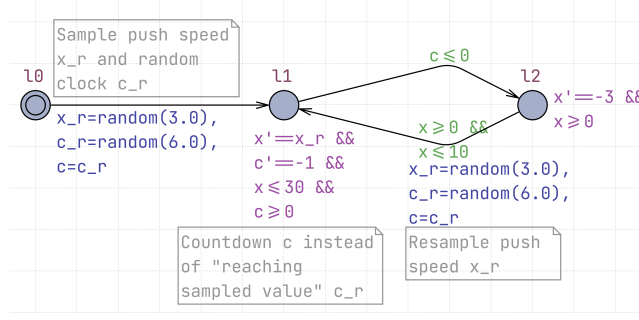 Sample push speed
x_r and random
clock c_r
l0
x_r=random(3.0),
c_r=random(6.0),
c=c_r
l1
x'==x_r &&
c'==-1 &&
x<=30 &&
c>=0
c<=0
l2
x'==-3 &&
x>=0
x>=0 &&
x<=10
x_r=random(3.0),
c_r=random(6.0),
c=c_r
Countdown c instead
of "reaching
sampled value" c_r
Resample push
speed x_r